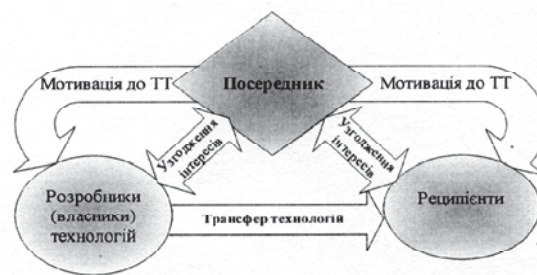 Мотивація до ТТ
Посередник
Мотивація до ТТ
Узгодження
інтересів
Узгодження
інтересів
Розробники
(власники)
технологій
Трансфер технологій
Реципієнти